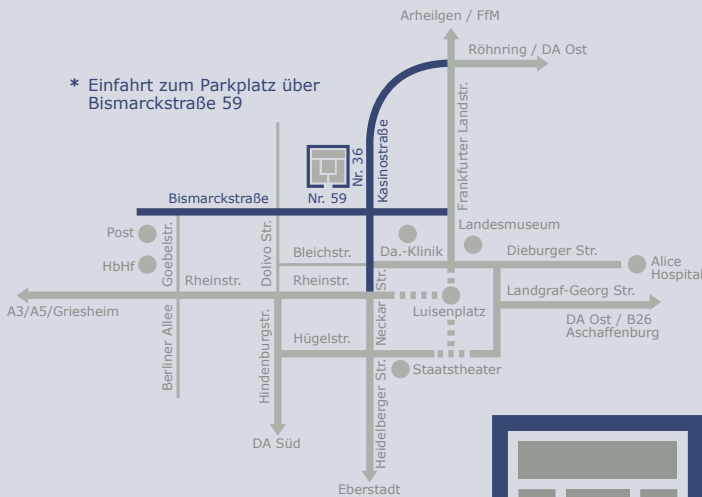 Arheilgen / FfM
Röhnring / DA Ost
* Einfahrt zum Parkplatz über
Bismarckstraße 59
Frankfurter Landstr.
Kasinostraße
Nr. 36
Bismarckstraße
Nr. 59
Landesmuseum
Post
Goebelstr.
Dolivo Str.
Bleichstr.
Da.-Klinik
Dieburger Str.
HbHf
Alice
Hospital
Rheinstr.
Rheinstr.
Neckar Str.
Landgraf-Georg Str.
A3/A5/Griesheim
Luisenplatz
DA Ost / B26
Aschaffenburg
Berliner Allee
Hindenburgstr.
Hügelstr.
Heidelberger Str.
Staatstheater
DA Süd
Eberstadt